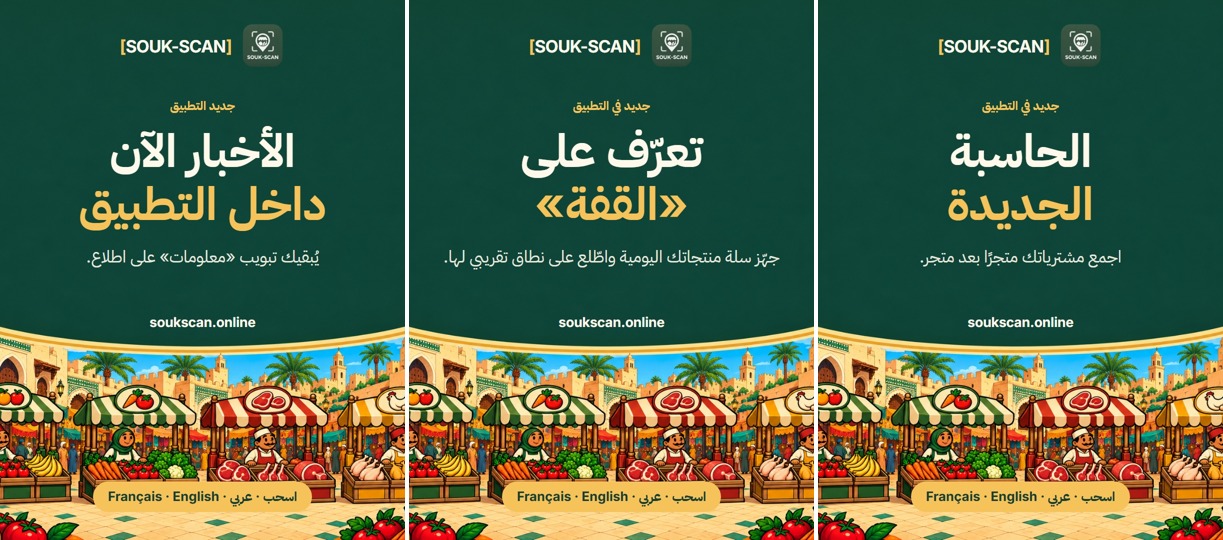 [SOUK-SCAN]
SOUK-SCAN
جديد التطبيق
الأخبار الآن
داخل التطبيق
يُبقيك تبويب «معلومات» على اطلاع.
soukscan.online
اسحب · عربي · Français · English
[SOUK-SCAN]
SOUK-SCAN
جديد في التطبيق
تعرّف على
«القفة»
جهّز سلة منتجاتك اليومية واطّلع على نطاق تقريبي لها.
soukscan.online
اسحب · عربي · Français · English
[SOUK-SCAN]
SOUK-SCAN
جديد في التطبيق
الحاسبة
الجديدة
اجمع مشترياتك متجرًا بعد متجر.
soukscan.online
اسحب · عربي · Français · English